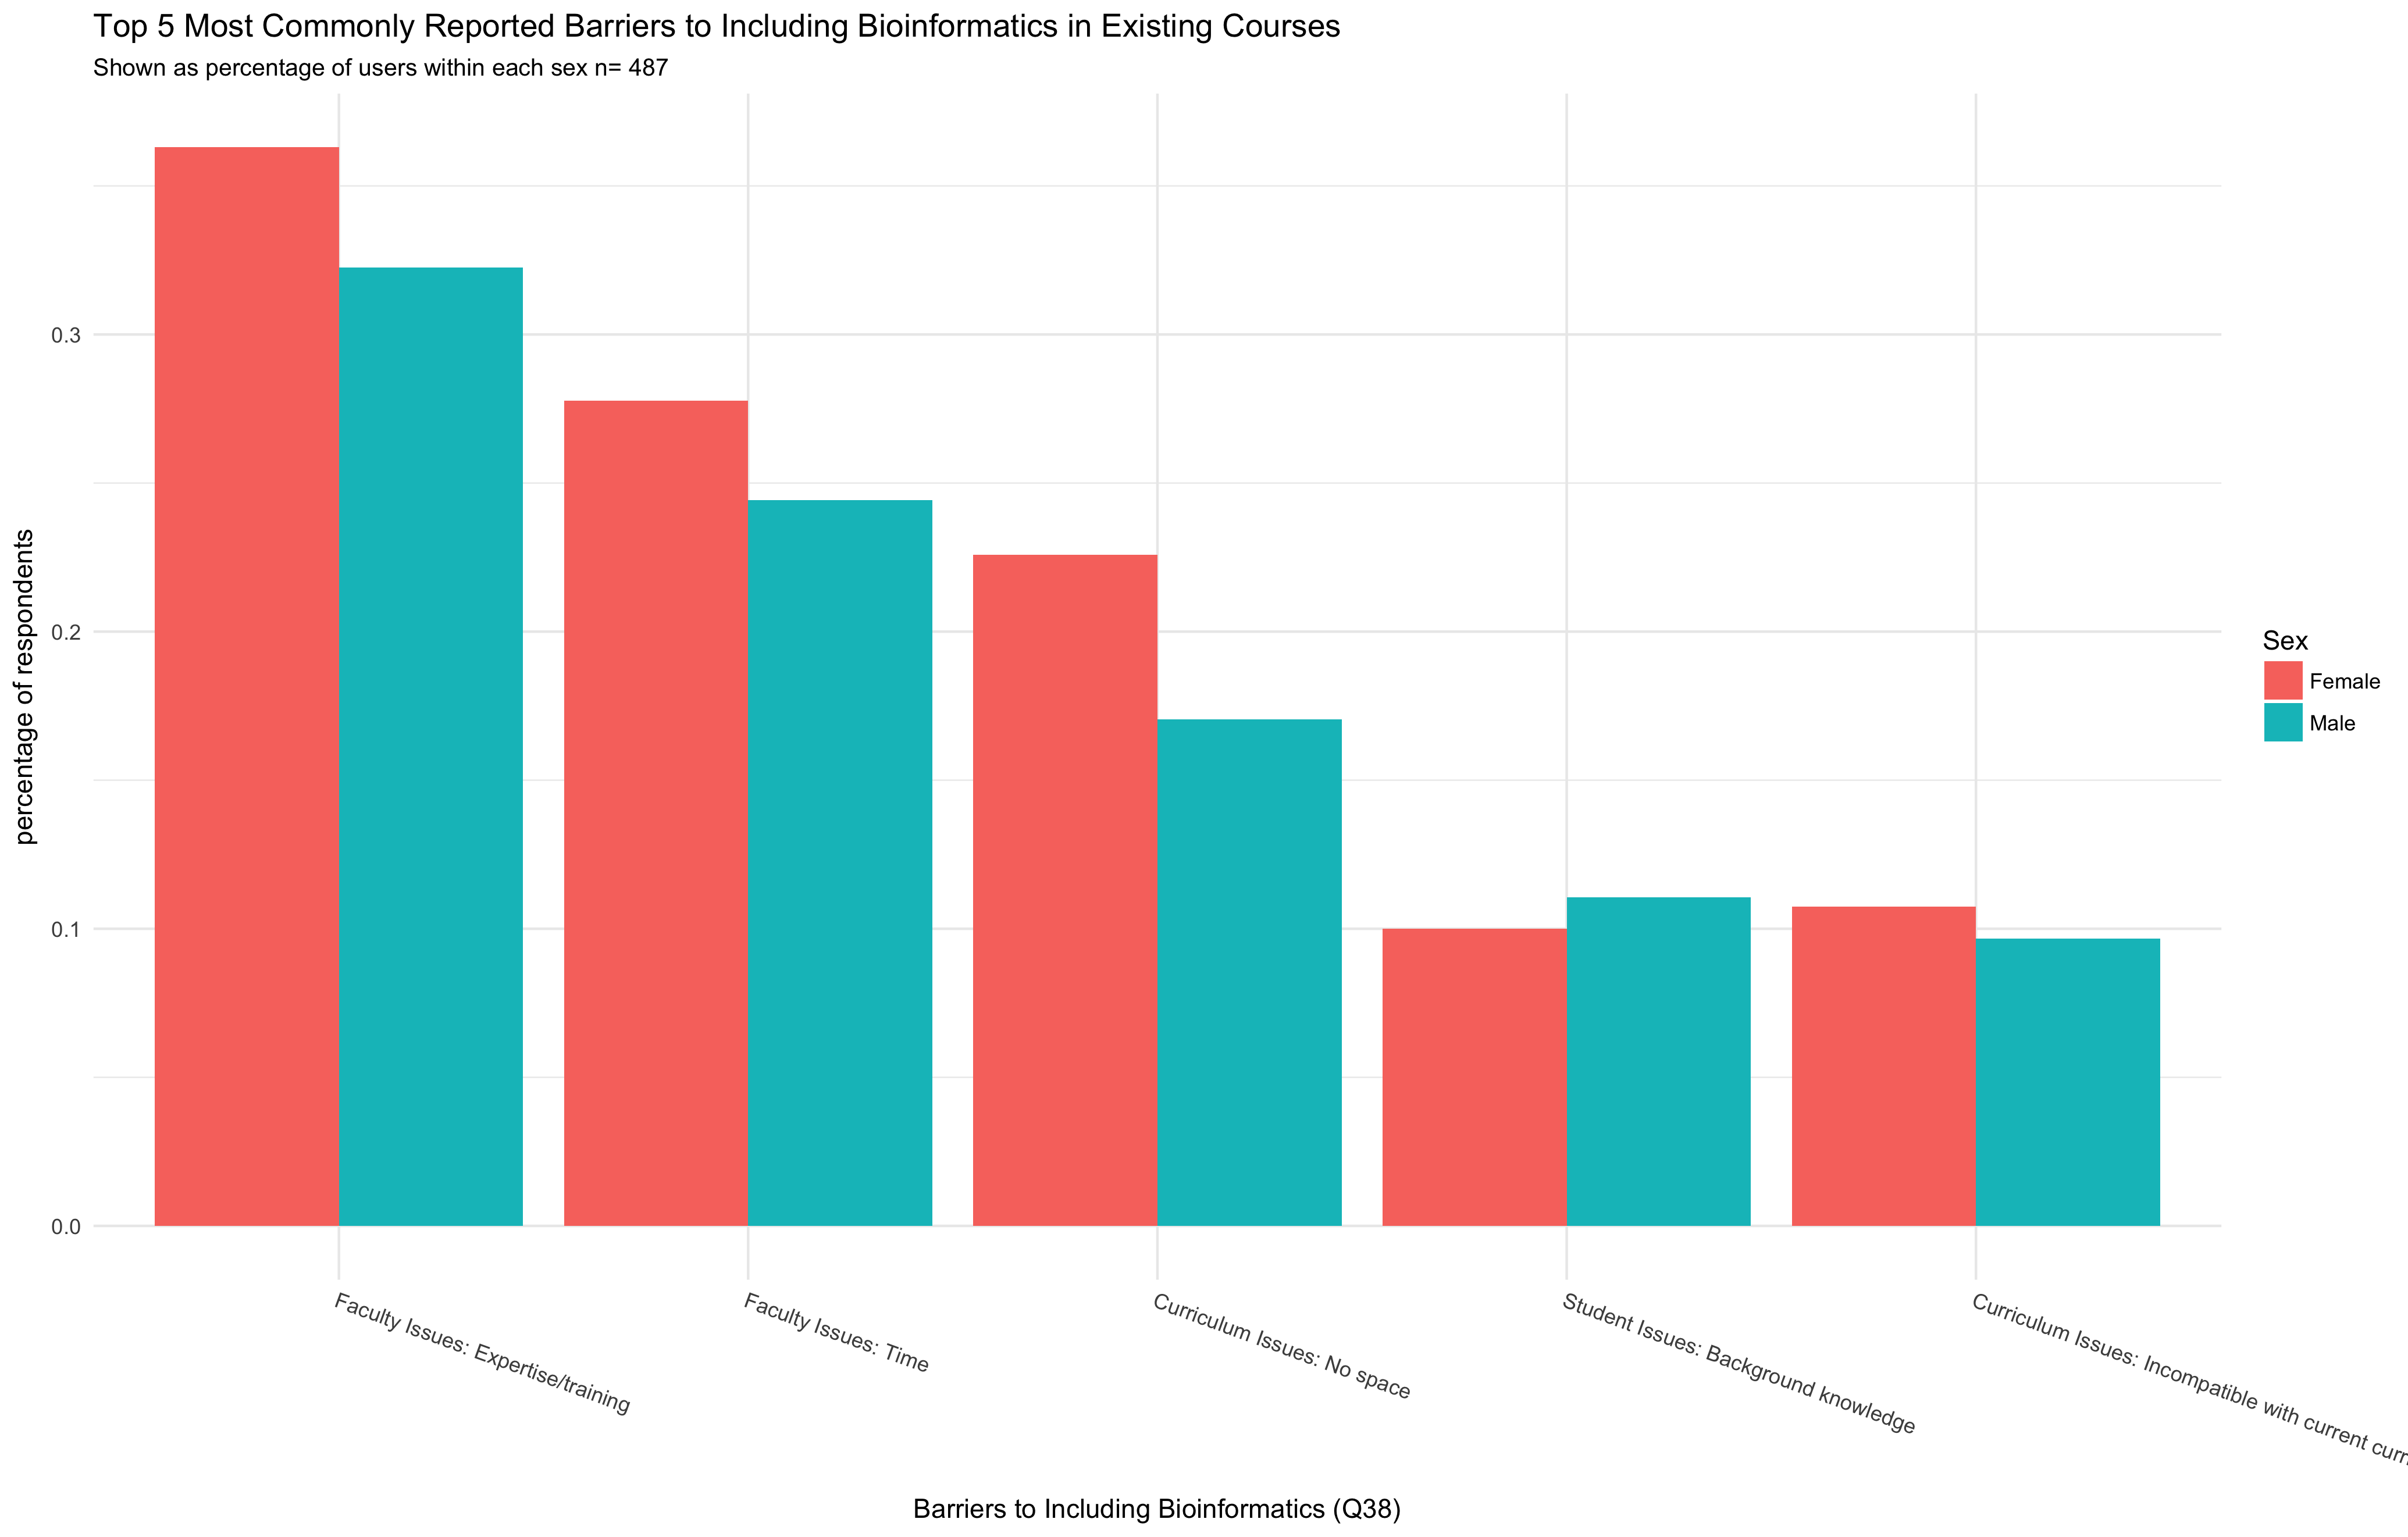 Top 5 Most Commonly Reported Barriers to Including Bioinformatics in Existing Courses
Shown as percentage of users within each sex n= 487
percentage of respondents
0.3
0.2
0.1
0.0
Sex
Female
Male
Faculty Issues: Expertise/training
Faculty Issues: Time
Curriculum Issues: No space
Student Issues: Background knowledge
Curriculum Issues: Incompatible with current
Barriers to Including Bioinformatics (Q38)